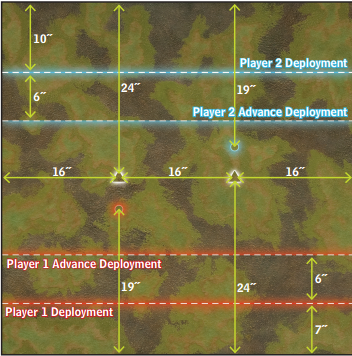 10"
24"
19"
Player 2 Deployment
6"
Player 2 Advance Deployment
16" 16" 16"
Player 1 Advance Deployment
6"
19"
24"
Player 1 Deployment
7"